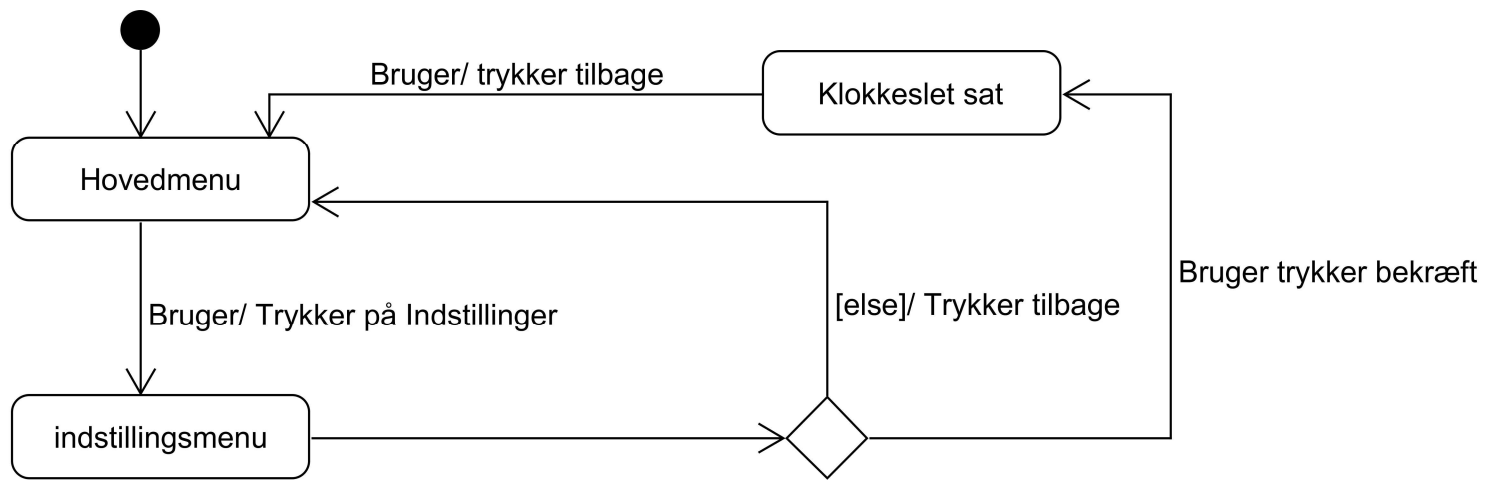 Bruger/ trykker tilbage
Klokkeslet sat
Hovedmenu
Bruger trykker bekræft
[else]/ Trykker tilbage
Bruger/ Trykker på Indstillinger
indstillingsmenu